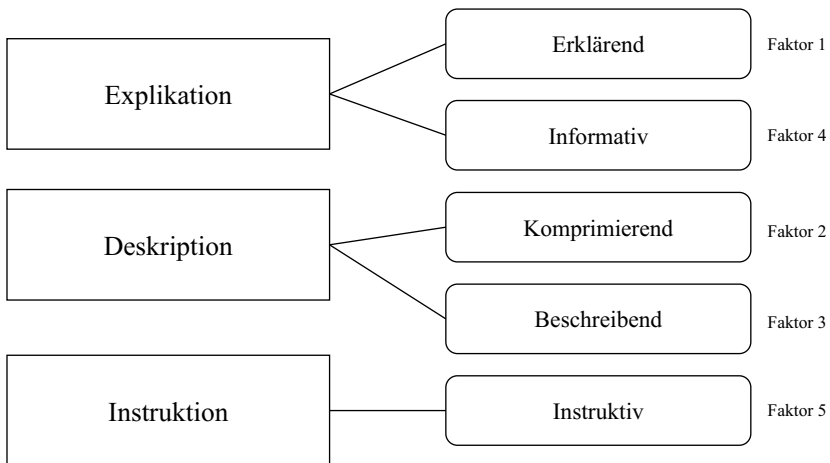 Explikation
Erklärend
Faktor 1
Informativ
Faktor 4
Deskription
Komprimierend
Faktor 2
Beschreibend
Faktor 3
Instruktion
Instruktiv
Faktor 5